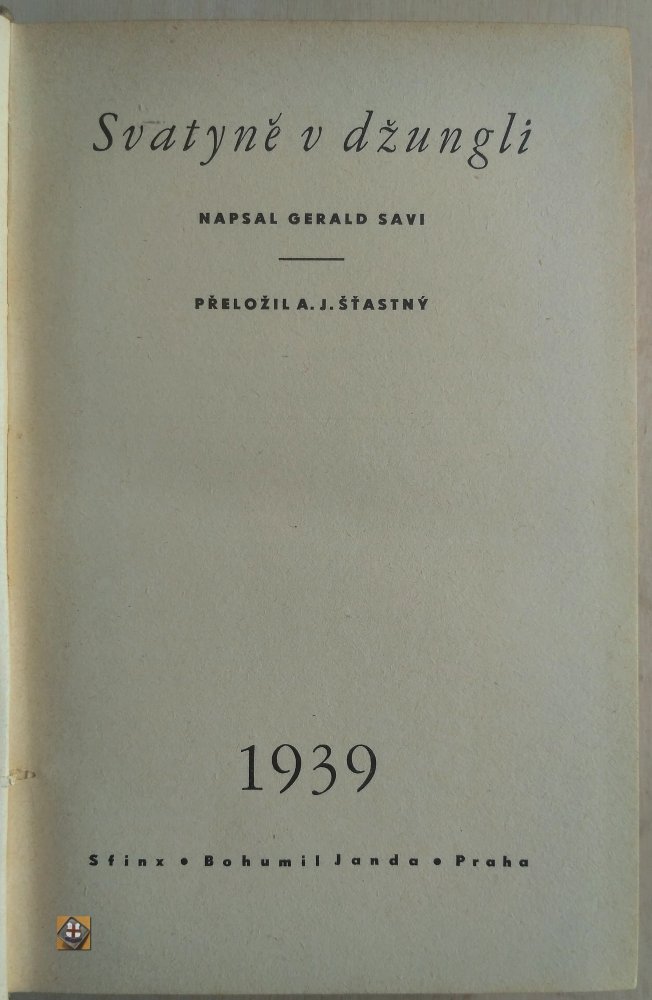 Svatyně v džungli
NAPSAL GERALD SAVI
PŘELOŽIL A. J. ŠŤASTNÝ
1939
Sfinx • Bohumil Janda • Praha